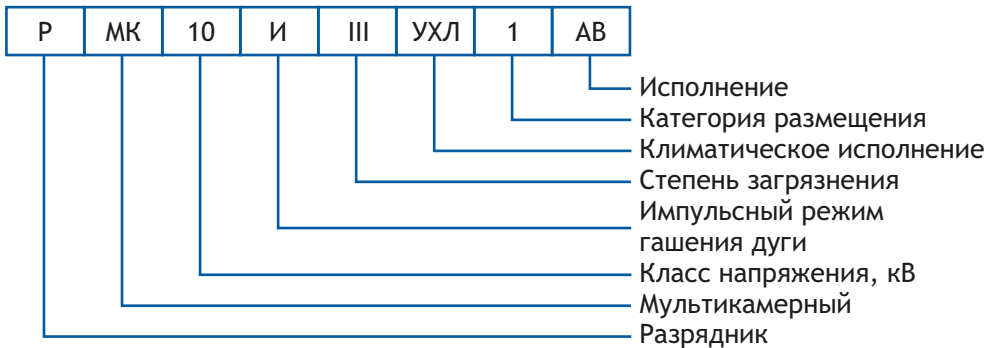 Р МК 10 И III УХЛ 1 АВ
Исполнение
Категория размещения
Климатическое исполнение
Степень загрязнения
Импульсный режим
гашения дуги
Класс напряжения, кВ
Мультикамерный
Разрядник